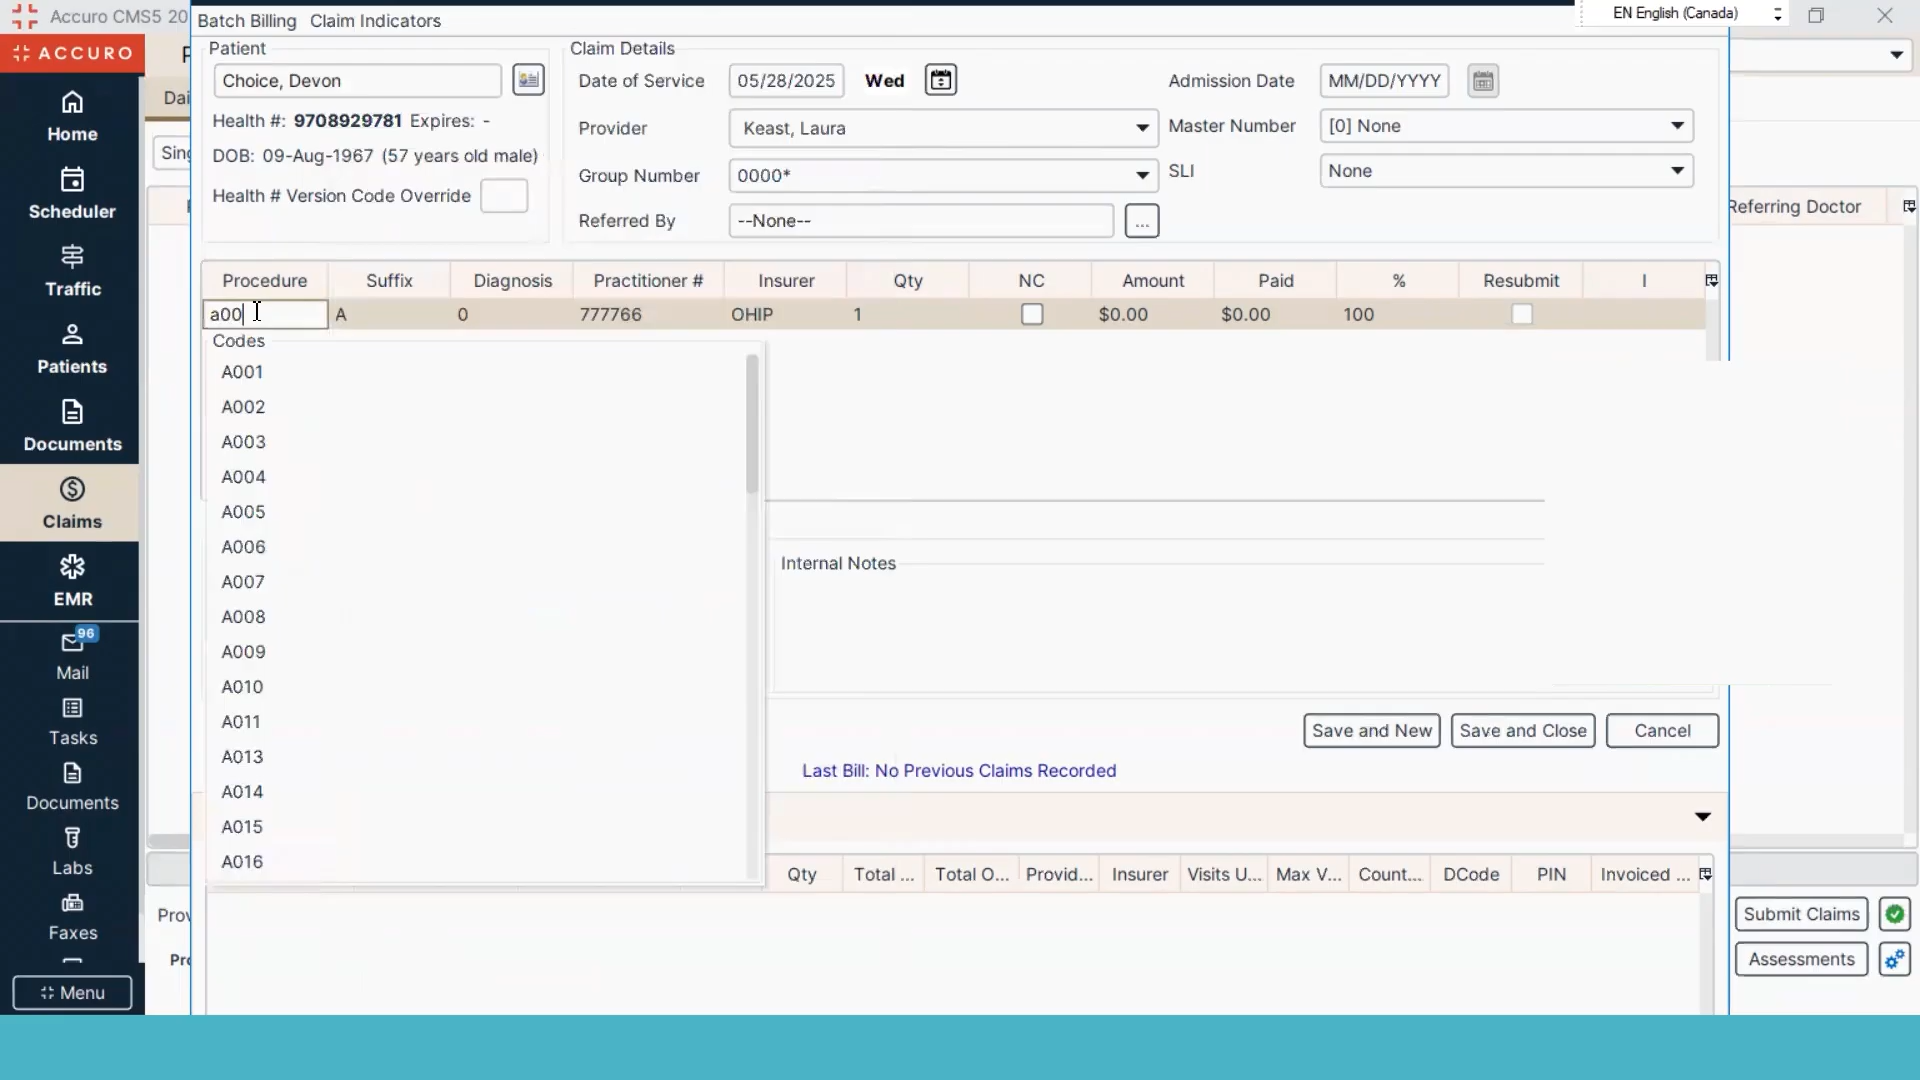 Accuro CMS5 20
Batch Billing Claim Indicators
EN English (Canada)
ACCURO
Home
Scheduler
Traffic
Patients
Documents
Claims
EMR
96
Mail
Tasks
Documents
Labs
Faxes
Menu
Dai
Sing
Patient
Choice, Devon
Health #: 9708929781 Expires: -
DOB: 09-Aug-1967 (57 years old male)
Health # Version Code Override
Claim Details
Date of Service 05/28/2025 Wed
Provider Keast, Laura
Group Number 0000*
Referred By --None-- ...
Admission Date MM/DD/YYYY
Master Number [0] None
SLI None
Referring Doctor
Procedure Suffix Diagnosis Practitioner # Insurer Qty NC Amount Paid % Resubmit I
a00 A 0 777766 OHIP 1 $0.00 $0.00 100
Codes
A001
A002
A003
A004
A005
A006
A007
A008
A009
A010
A011
A013
A014
A015
A016
Internal Notes
Save and New Save and Close Cancel
Last Bill: No Previous Claims Recorded
Qty Total ... Total O... Provid... Insurer Visits U... Max V... Count.... DCode PIN Invoiced ...
Prov
Pro
Submit Claims
Assessments